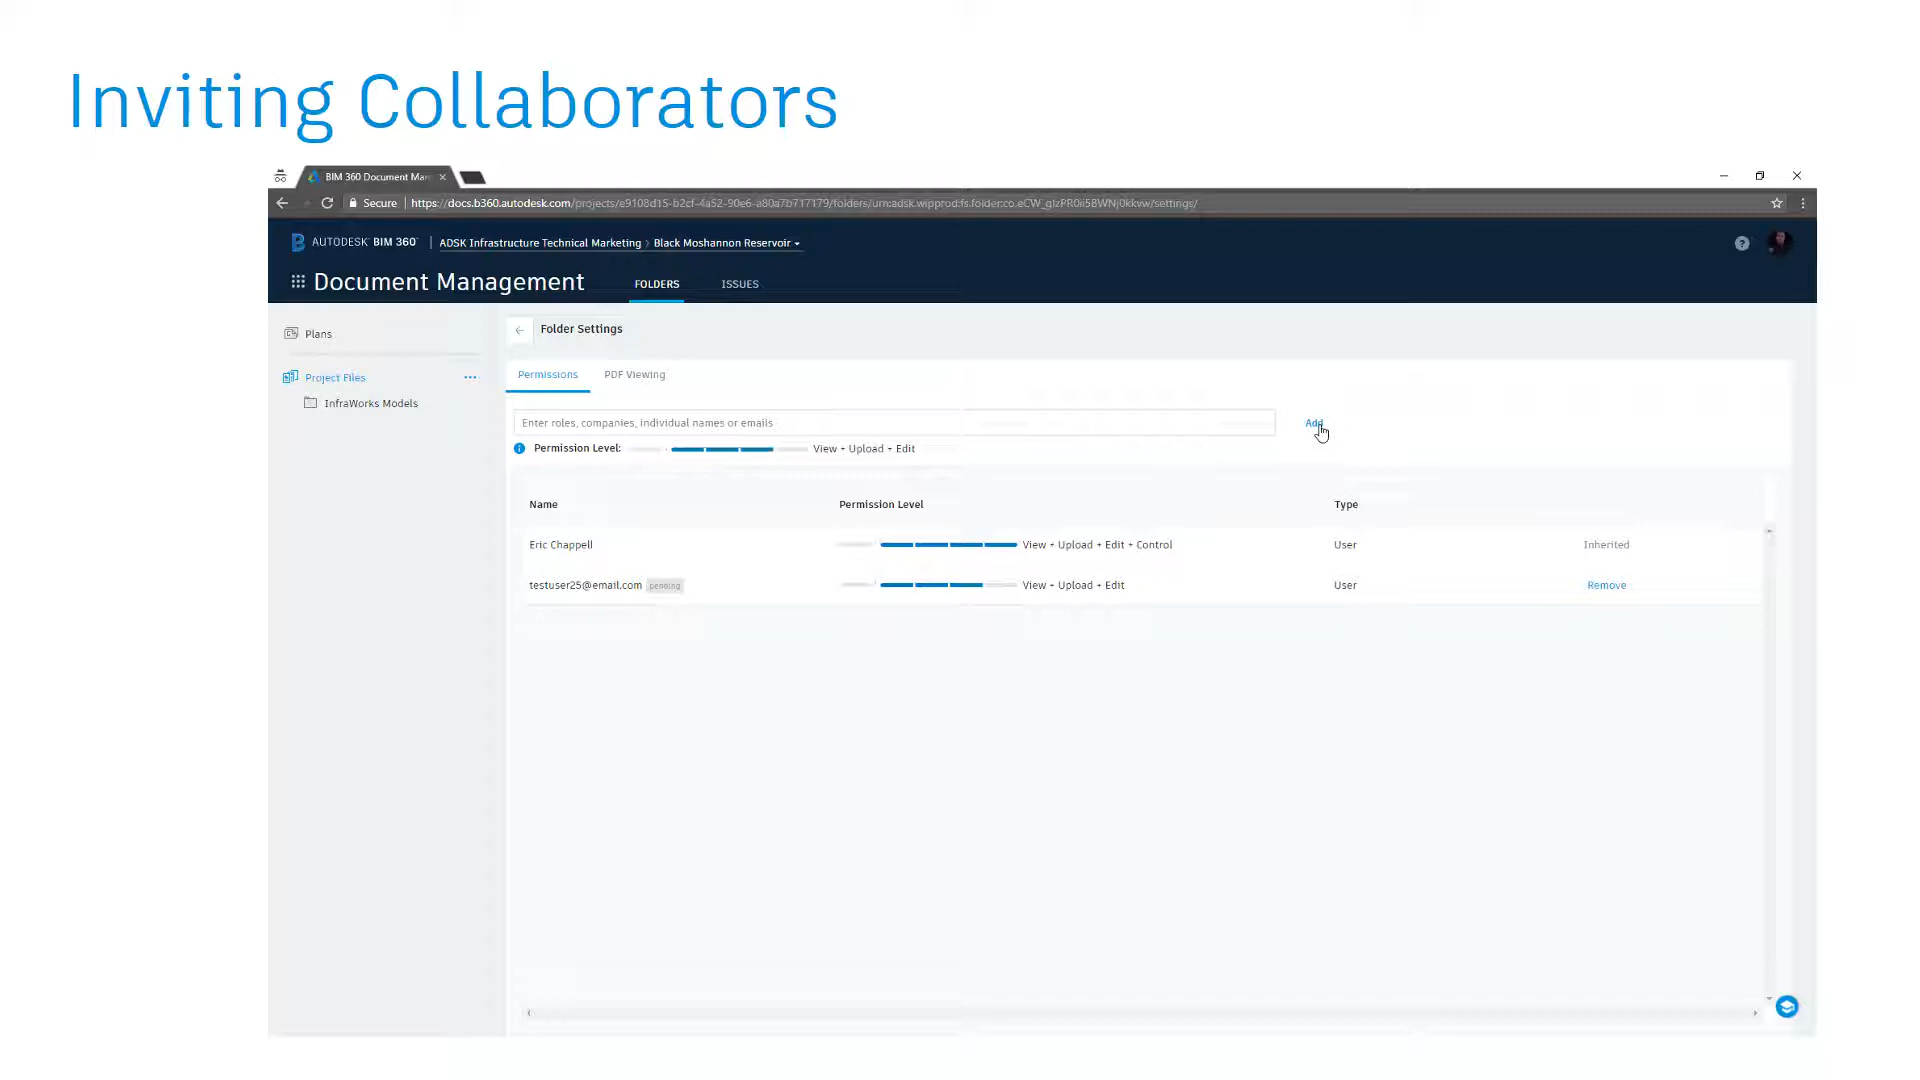 Inviting Collaborators
BIM 360 Document Man
Secure | https://docs.b360.autodesk.com/projects/e9108d15-b2cf-4a52-90e6-a80a7b717179/folders/urn:adsk.wipprod:fs.folder:co.eCW_qlzPR0ii5BWNj0kkvw/settings/
AUTODESK BIM 360 | ADSK Infrastructure Technical Marketing > Black Moshannon Reservoir
Document Management FOLDERS ISSUES
Plans
Project Files
InfraWorks Models
Folder Settings
Permissions PDF Viewing
Enter roles, companies, individual names or emails Add
Permission Level: View + Upload + Edit
Name Permission Level Type
Eric Chappell View + Upload + Edit + Control User Inherited
testuser25@email.com pending View + Upload + Edit User Remove